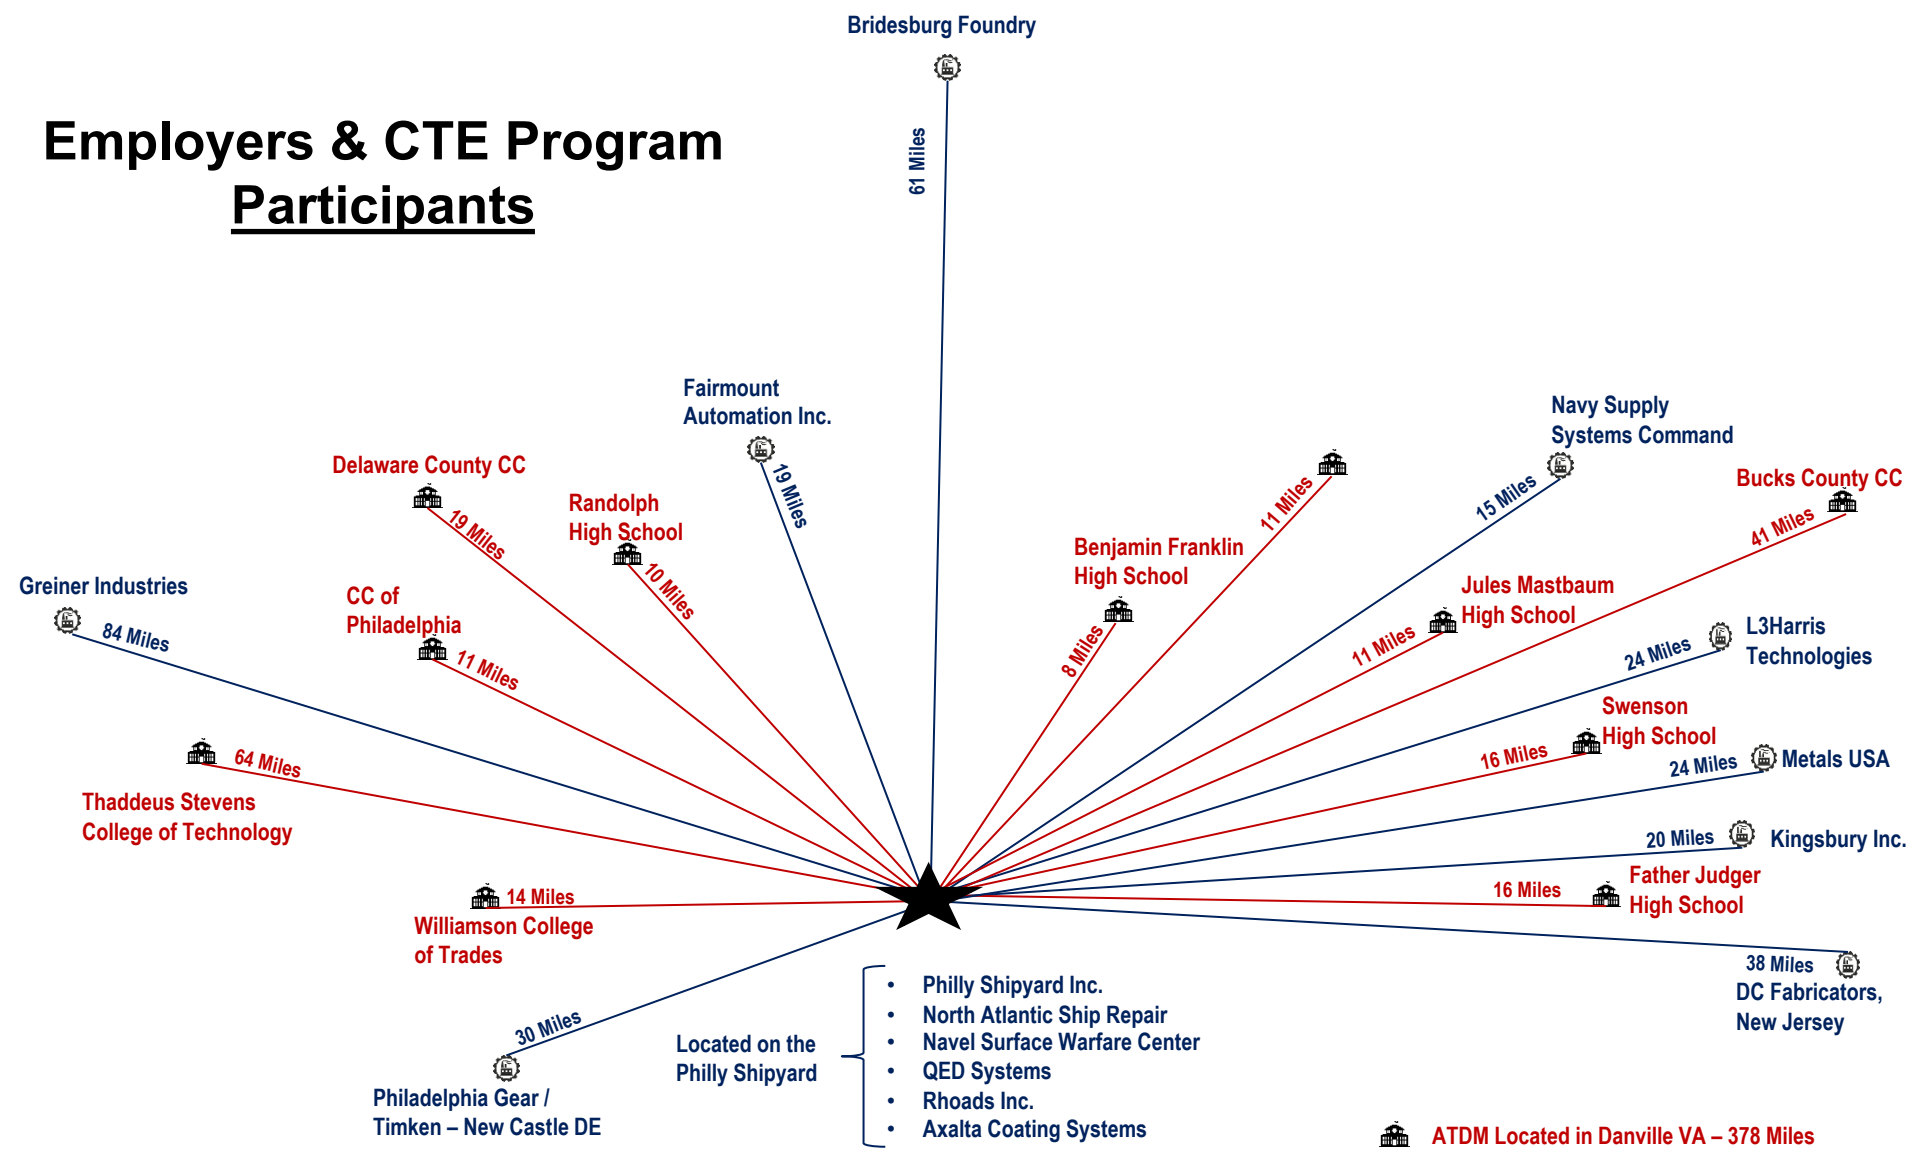 Employers & CTE Program
Participants
Bridesburg Foundry
61 Miles
Fairmount
Automation Inc.
19 Miles
Delaware County CC
19 Miles
Randolph
High School
10 Miles
CC of
Philadelphia
11 Miles
Greiner Industries
84 Miles
64 Miles
Thaddeus Stevens
College of Technology
14 Miles
Williamson College
of Trades
30 Miles
Philadelphia Gear /
Timken – New Castle DE
Benjamin Franklin
High School
8 Miles
11 Miles
Navy Supply
Systems Command
15 Miles
Bucks County CC
41 Miles
Jules Mastbaum
High School
11 Miles
L3Harris
Technologies
24 Miles
Swenson
High School
16 Miles
Metals USA
24 Miles
Kingsbury Inc.
20 Miles
Father Judger
High School
16 Miles
38 Miles
DC Fabricators,
New Jersey
Located on the
Philly Shipyard
• Philly Shipyard Inc.
• North Atlantic Ship Repair
• Navel Surface Warfare Center
• QED Systems
• Rhoads Inc.
• Axalta Coating Systems
ATDM Located in Danville VA – 378 Miles